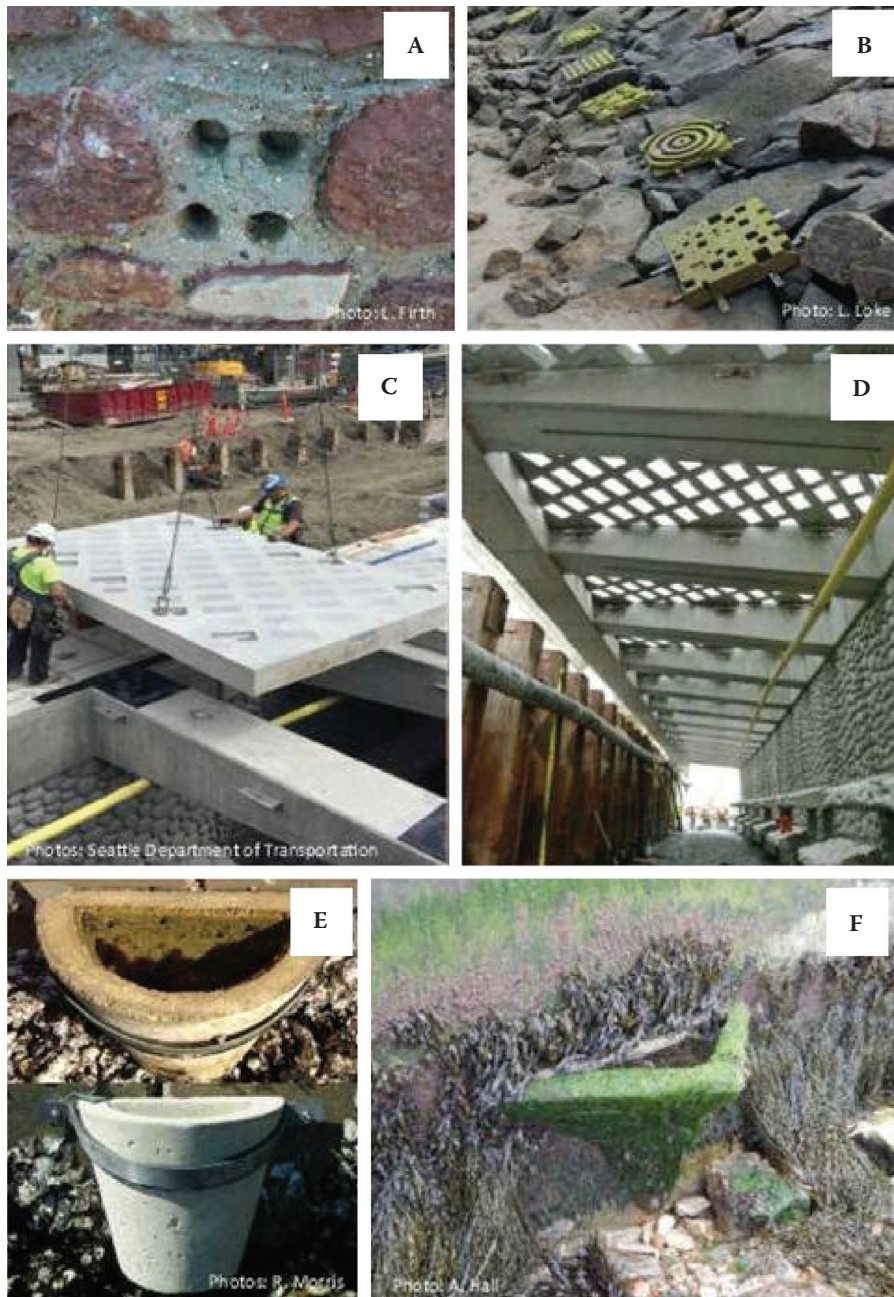 A
Photo: L. Firth
B
Photo: L. Loke
C
Photos: Seattle Department of Transportation
D
E
Photos: R. Morris
F
Photo: A. Hall